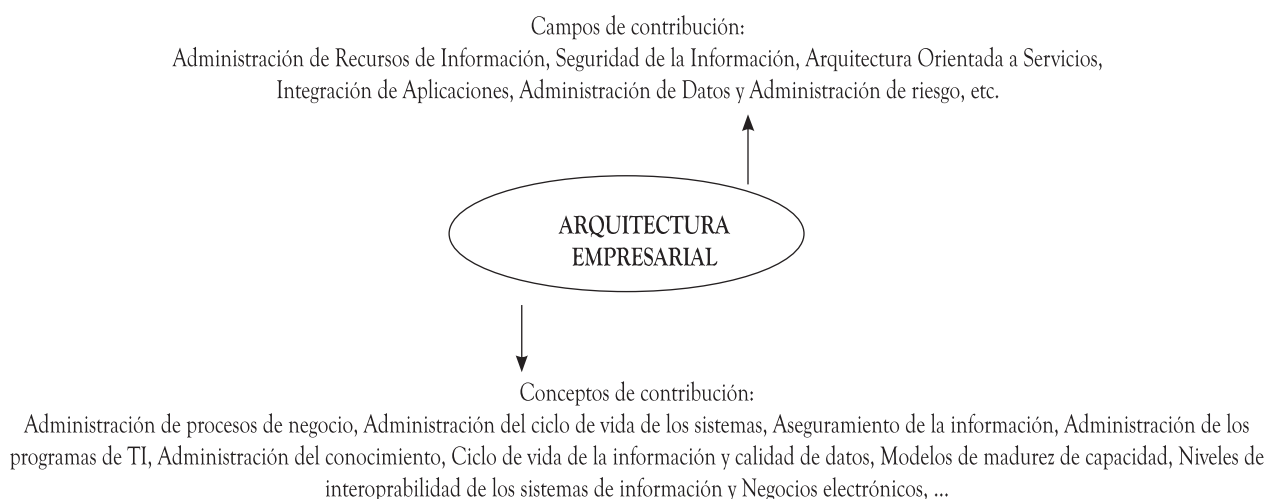 Campos de contribución:
Administración de Recursos de Información, Seguridad de la Información, Arquitectura Orientada a Servicios,
Integración de Aplicaciones, Administración de Datos y Administración de riesgo, etc.
ARQUITECTURA
EMPRESARIAL
Conceptos de contribución:
Administración de procesos de negocio, Administración del ciclo de vida de los sistemas, Aseguramiento de la información, Administración de los
programas de TI, Administración del conocimiento, Ciclo de vida de la información y calidad de datos, Modelos de madurez de capacidad, Niveles de
interoprabilidad de los sistemas de información y Negocios electrónicos, ...